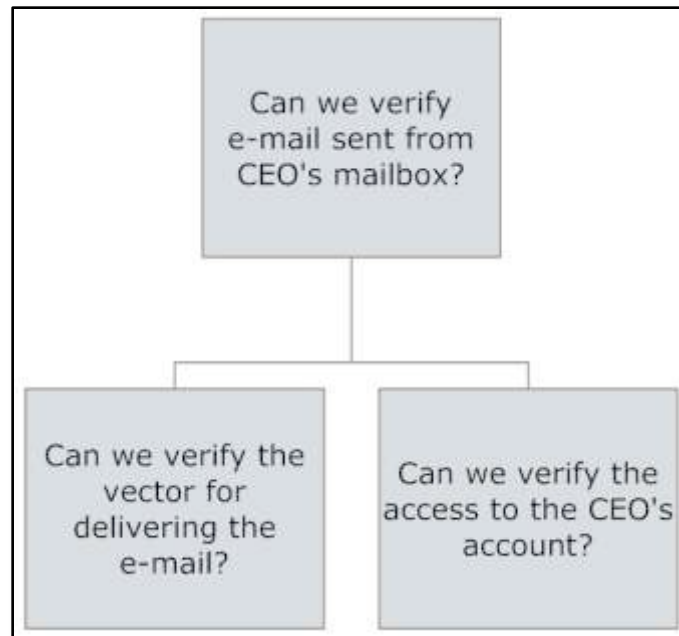 Can we verify
e-mail sent from
CEO's mailbox?
Can we verify the
vector for
delivering the
e-mail?
Can we verify the
access to the CEO's
account?